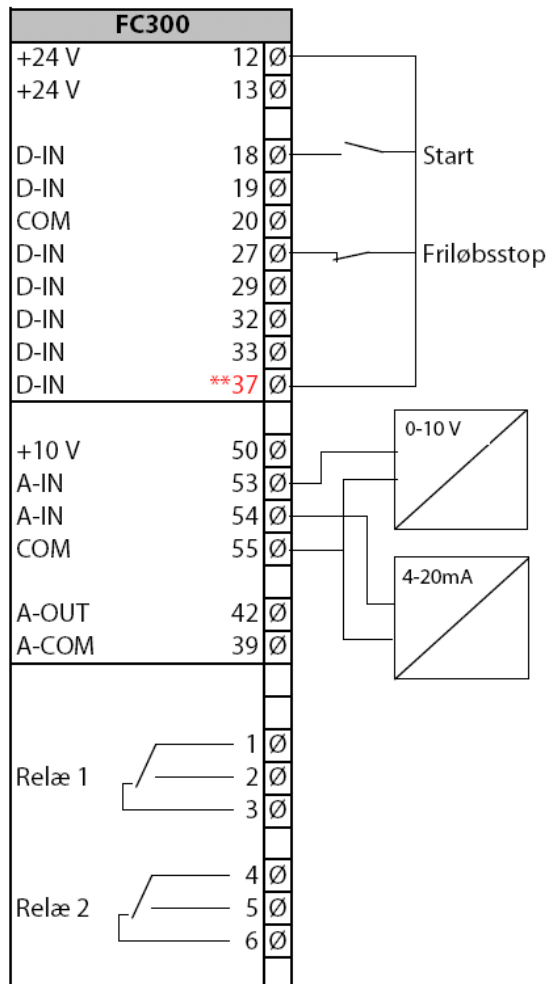 FC300
+24 V 12 Ø
+24 V 13 Ø
D-IN 18 Ø Start
D-IN 19 Ø
COM 20 Ø
D-IN 27 Ø Friløbsstop
D-IN 29 Ø
D-IN 32 Ø
D-IN 33 Ø
D-IN **37 Ø
0-10 V
+10 V 50 Ø
A-IN 53 Ø
A-IN 54 Ø
COM 55 Ø
4-20mA
A-OUT 42 Ø
A-COM 39 Ø
1 Ø
Relæ 1 2 Ø
3 Ø
4 Ø
Relæ 2 5 Ø
6 Ø